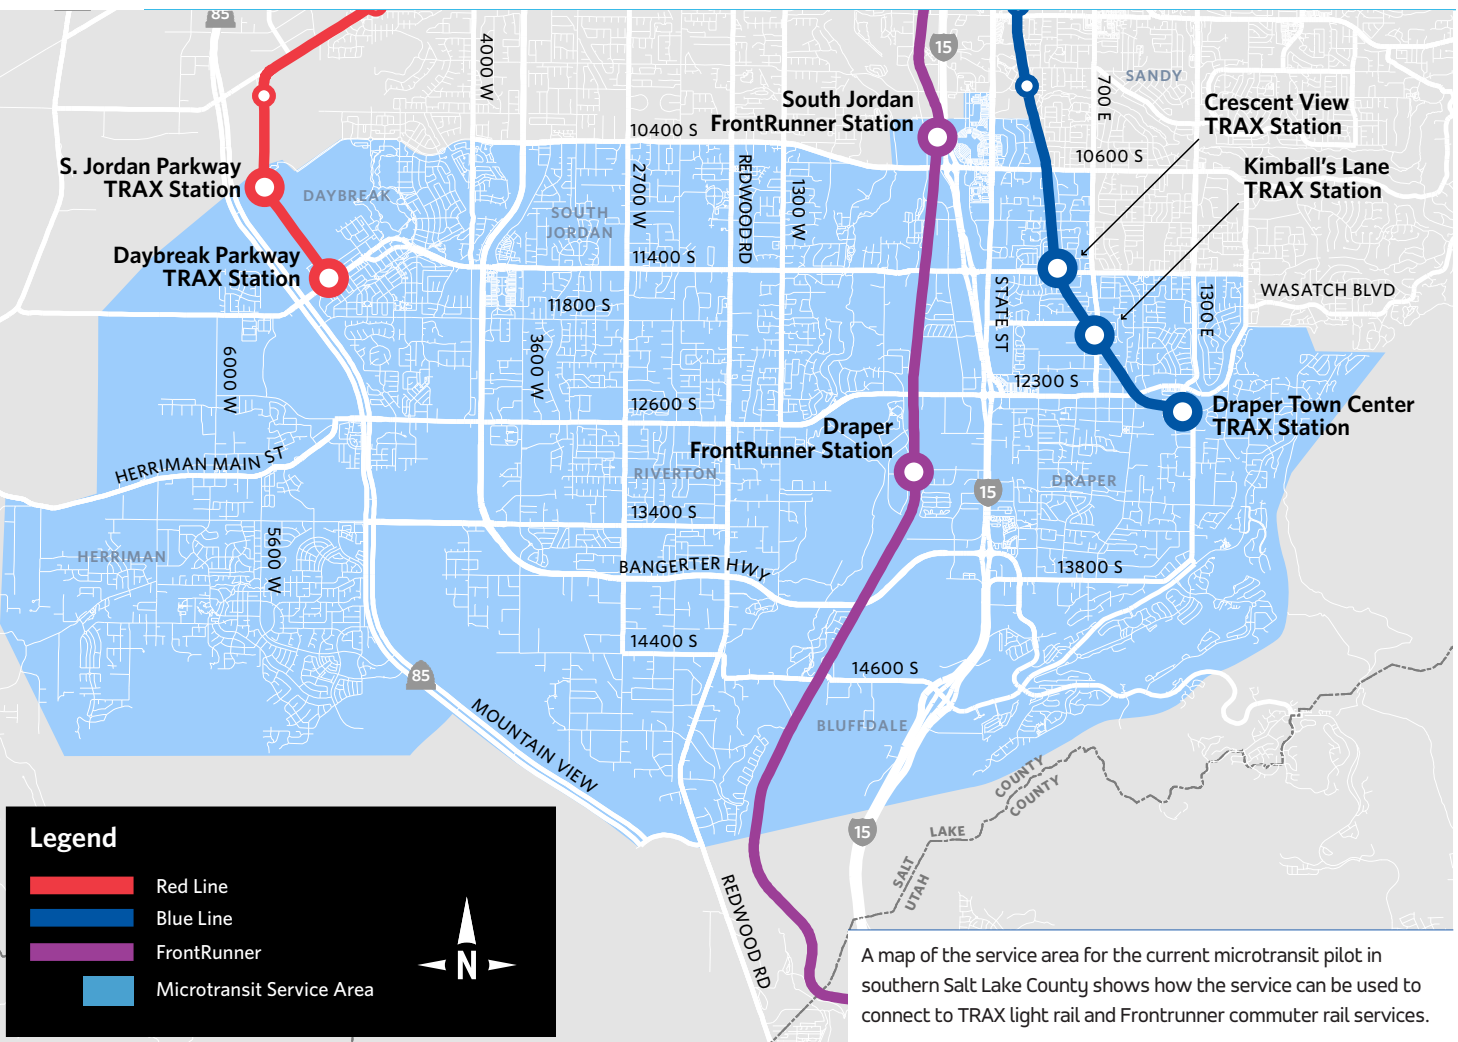 85
4000 W
15
SANDY
700 E
South Jordan
FrontRunner Station
Crescent View
TRAX Station
10400 S
10600 S
S. Jordan Parkway
TRAX Station
Kimball's Lane
TRAX Station
DAYBREAK
2700 W
REDWOOD RD
1300 W
SOUTH
JORDAN
Daybreak Parkway
TRAX Station
11400 S
11800 S
STATE ST
1300 E
WASATCH BLVD
6000 W
3600 W
12300 S
12600 S
Draper
FrontRunner Station
Draper Town Center
TRAX Station
HERRIMAN MAIN ST
RIVERTON
15
DRAPER
13400 S
HERRIMAN
5600 W
BANGERTER HWY
13800 S
14400 S
14600 S
85
MOUNTAIN VIEW
BLUFFDALE
COUNTY
COUNTY
15
LAKE
SALT
UTAH
REDWOOD RD
Legend
Red Line
Blue Line
FrontRunner
Microtransit Service Area
N
A map of the service area for the current microtransit pilot in
southern Salt Lake County shows how the service can be used to
connect to TRAX light rail and Frontrunner commuter rail services.